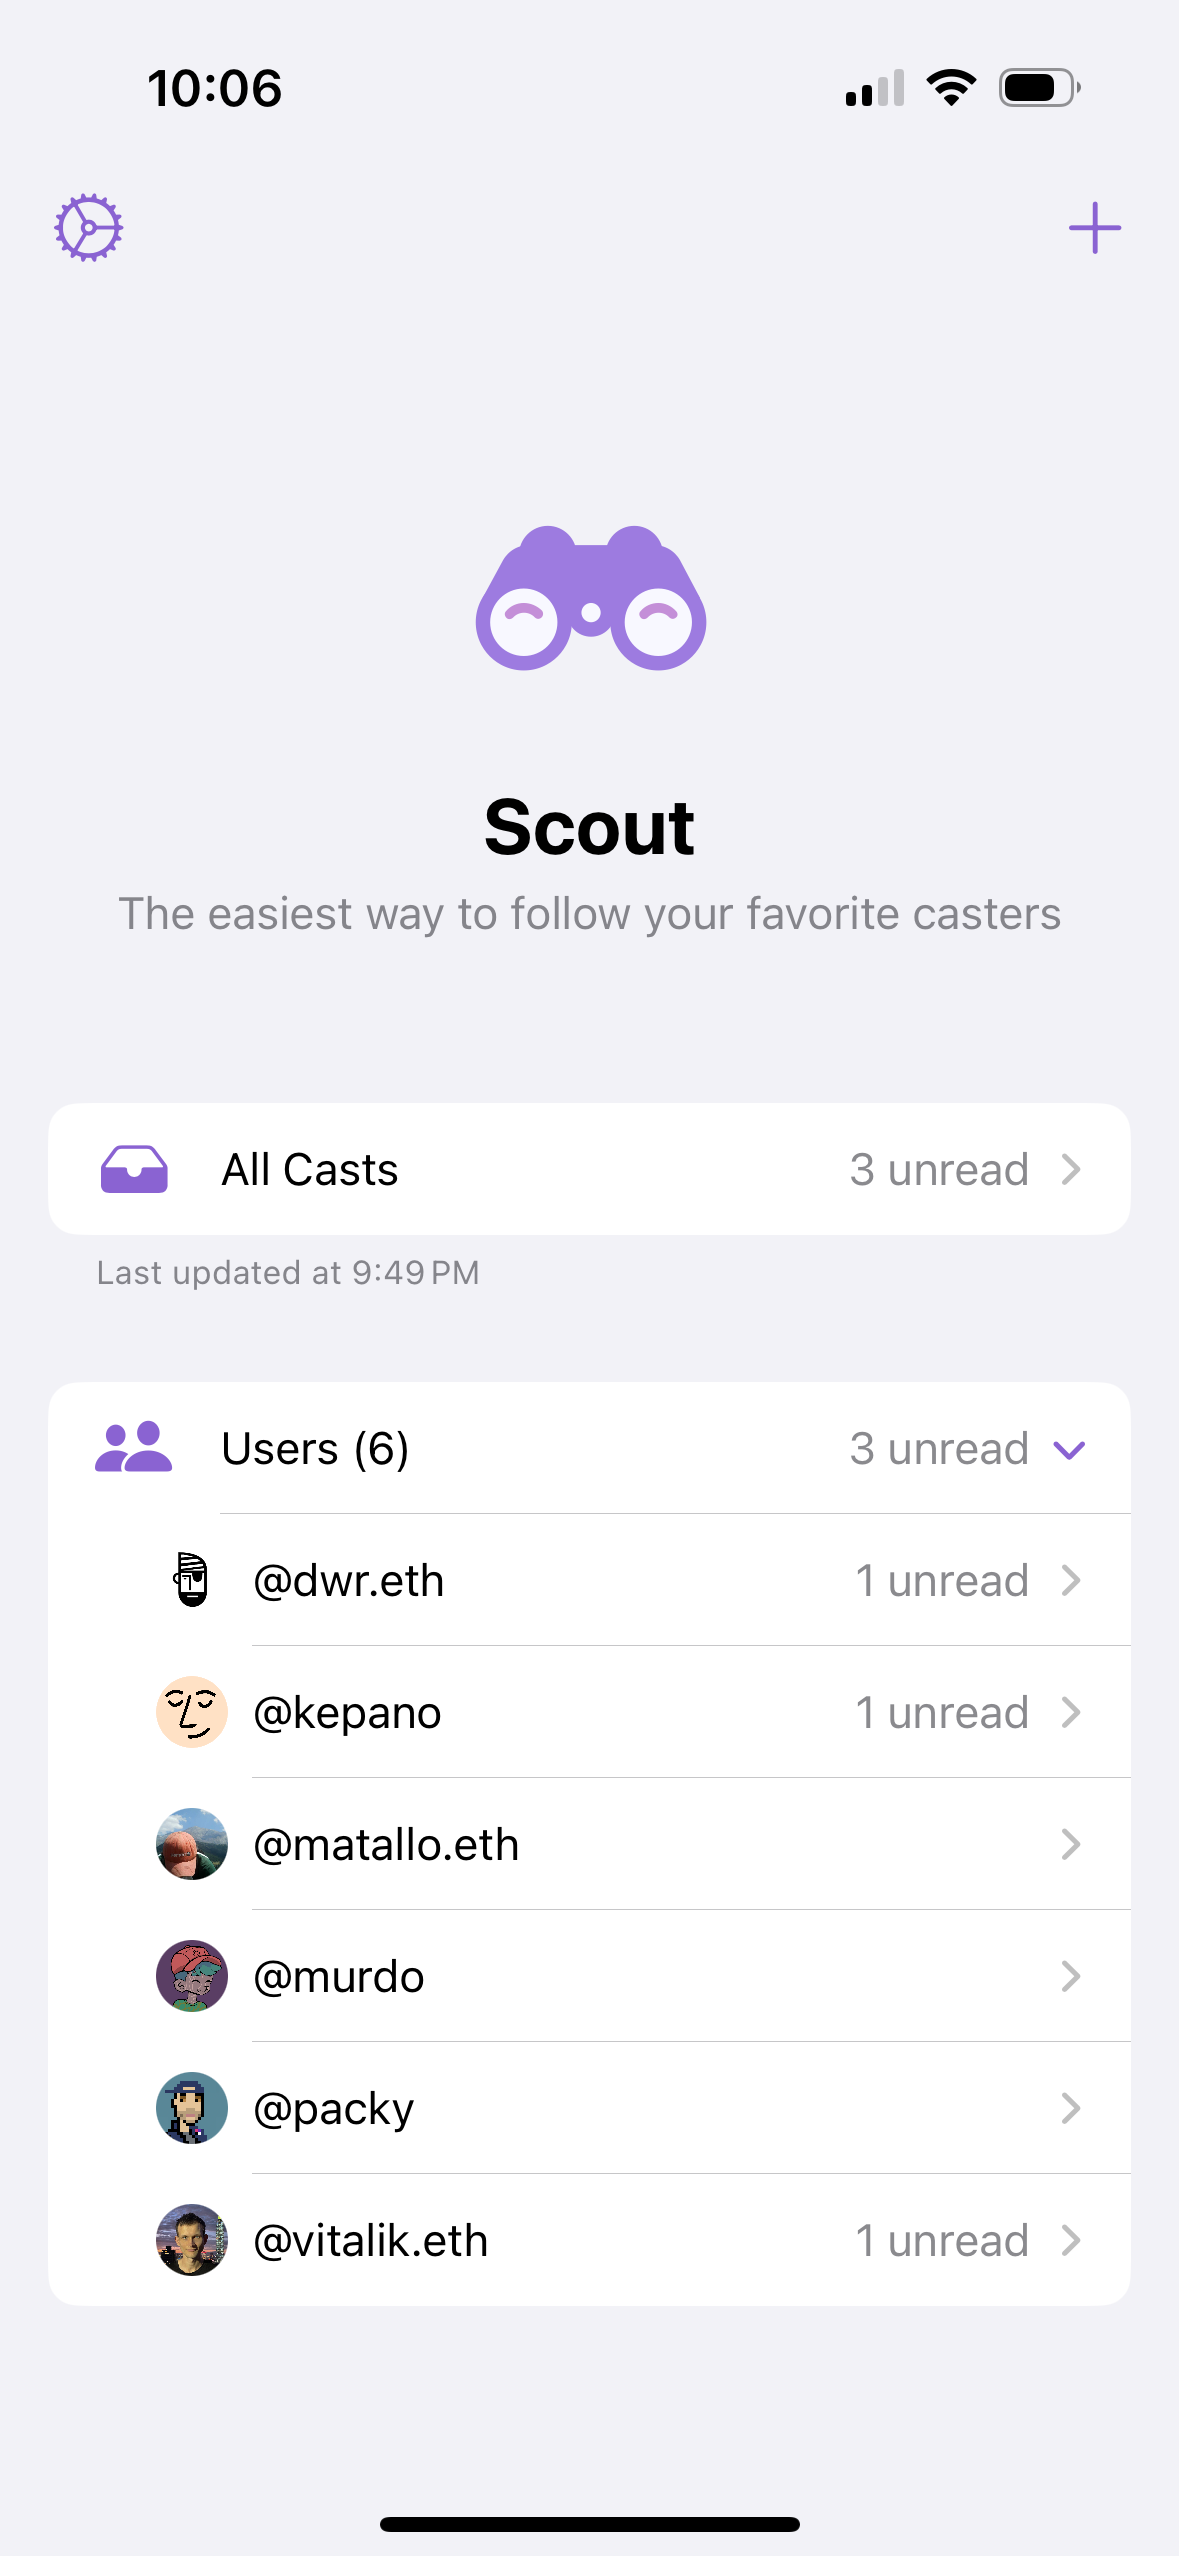 10:06
Scout
The easiest way to follow your favorite casters
All Casts 3 unread
Last updated at 9:49 PM
Users (6) 3 unread
@dwr.eth 1 unread
@kepano 1 unread
@matallo.eth
@murdo
@packy
@vitalik.eth 1 unread